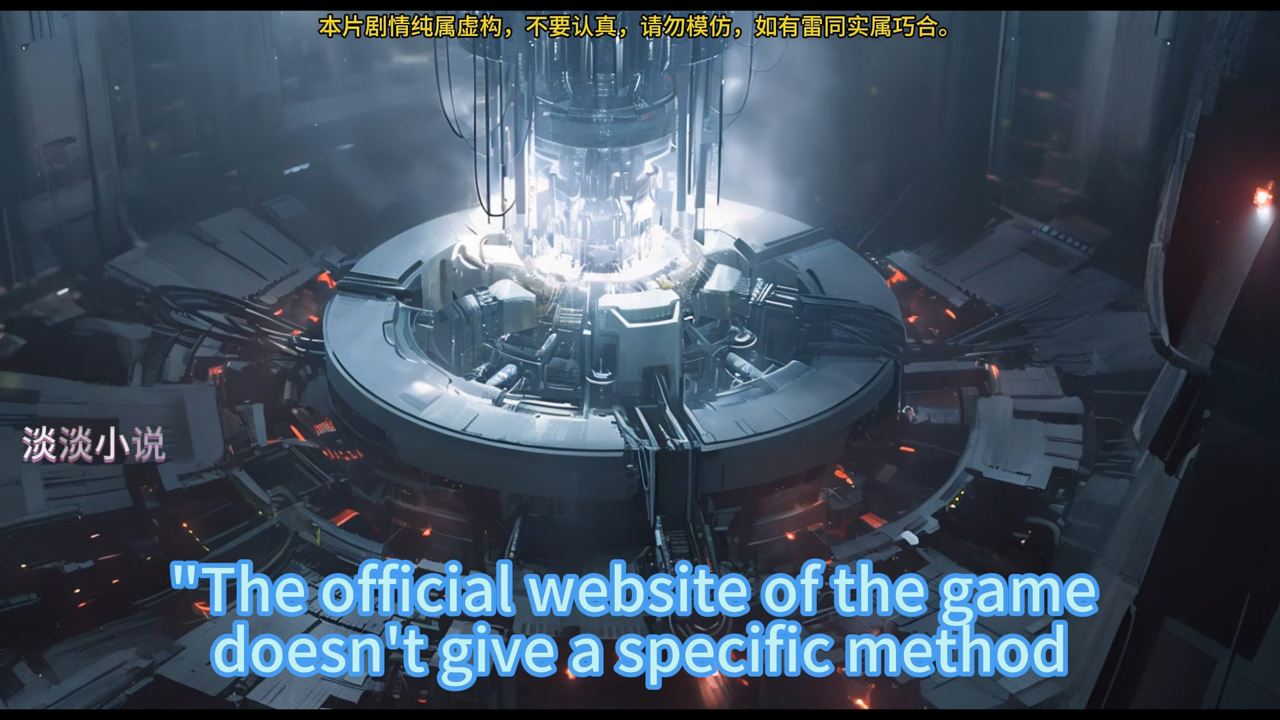 本片剧情纯属虚构，不要认真，请勿模仿，如有雷同实属巧合。
淡淡小说
"The official website of the game
doesn't give a specific method